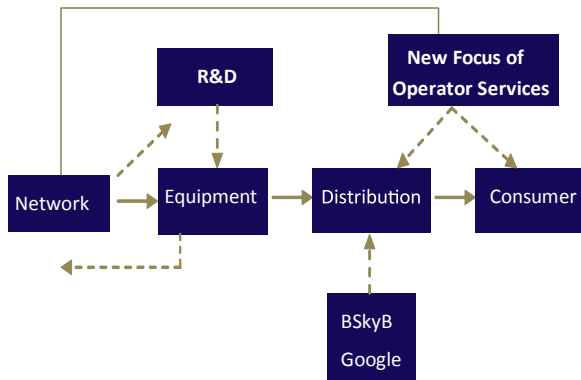 R&D
New Focus of
Operator Services
Network
Equipment
Distribution
Consumer
BSkyB
Google